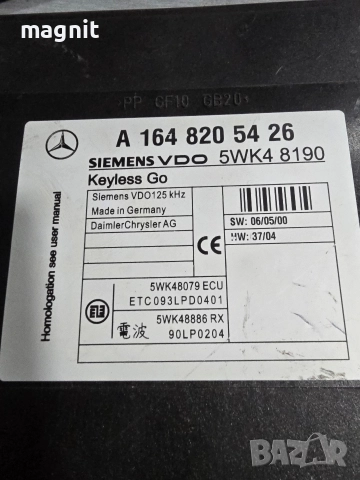 magnit
>PP GF10 GB20<
A 164 820 54 26
SIEMENS VDO 5WK4 8190
Keyless Go
Siemens VDO125 kHz
Made in Germany
DaimlerChrysler AG
CE
SW: 06/05/00
HW: 37/04
Homologation see user manual
5WK48079 ECU
ETC093LPD0401
5WK48886 RX
電波 90LP0204
BAZAR